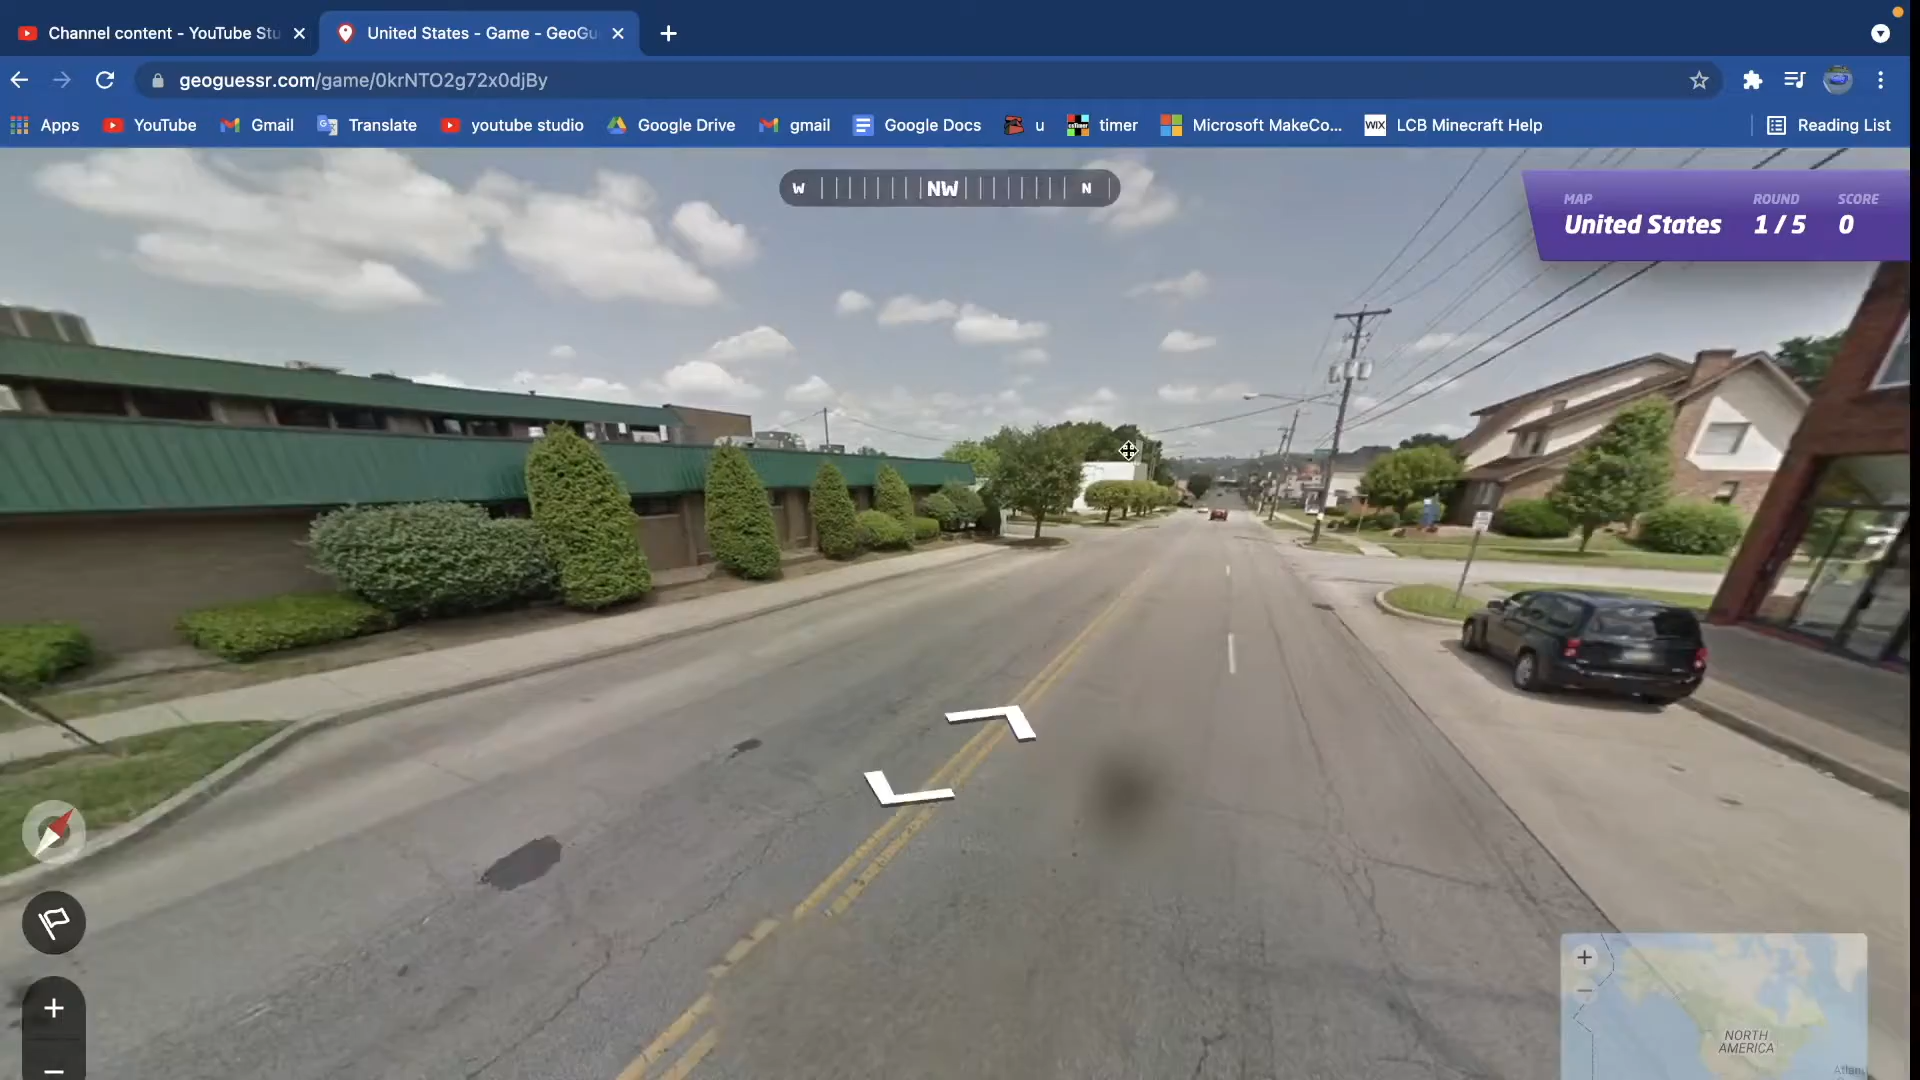 Channel content - YouTube Stu
United States - Game - GeoGu
geoguessr.com/game/0krNTO2g72x0djBy
Apps YouTube Gmail Translate youtube studio Google Drive gmail Google Docs u timer Microsoft MakeCo... WIX LCB Minecraft Help Reading List
W NW N
MAP ROUND SCORE
United States 1 / 5 0
NORTH
AMERICA
Atlan